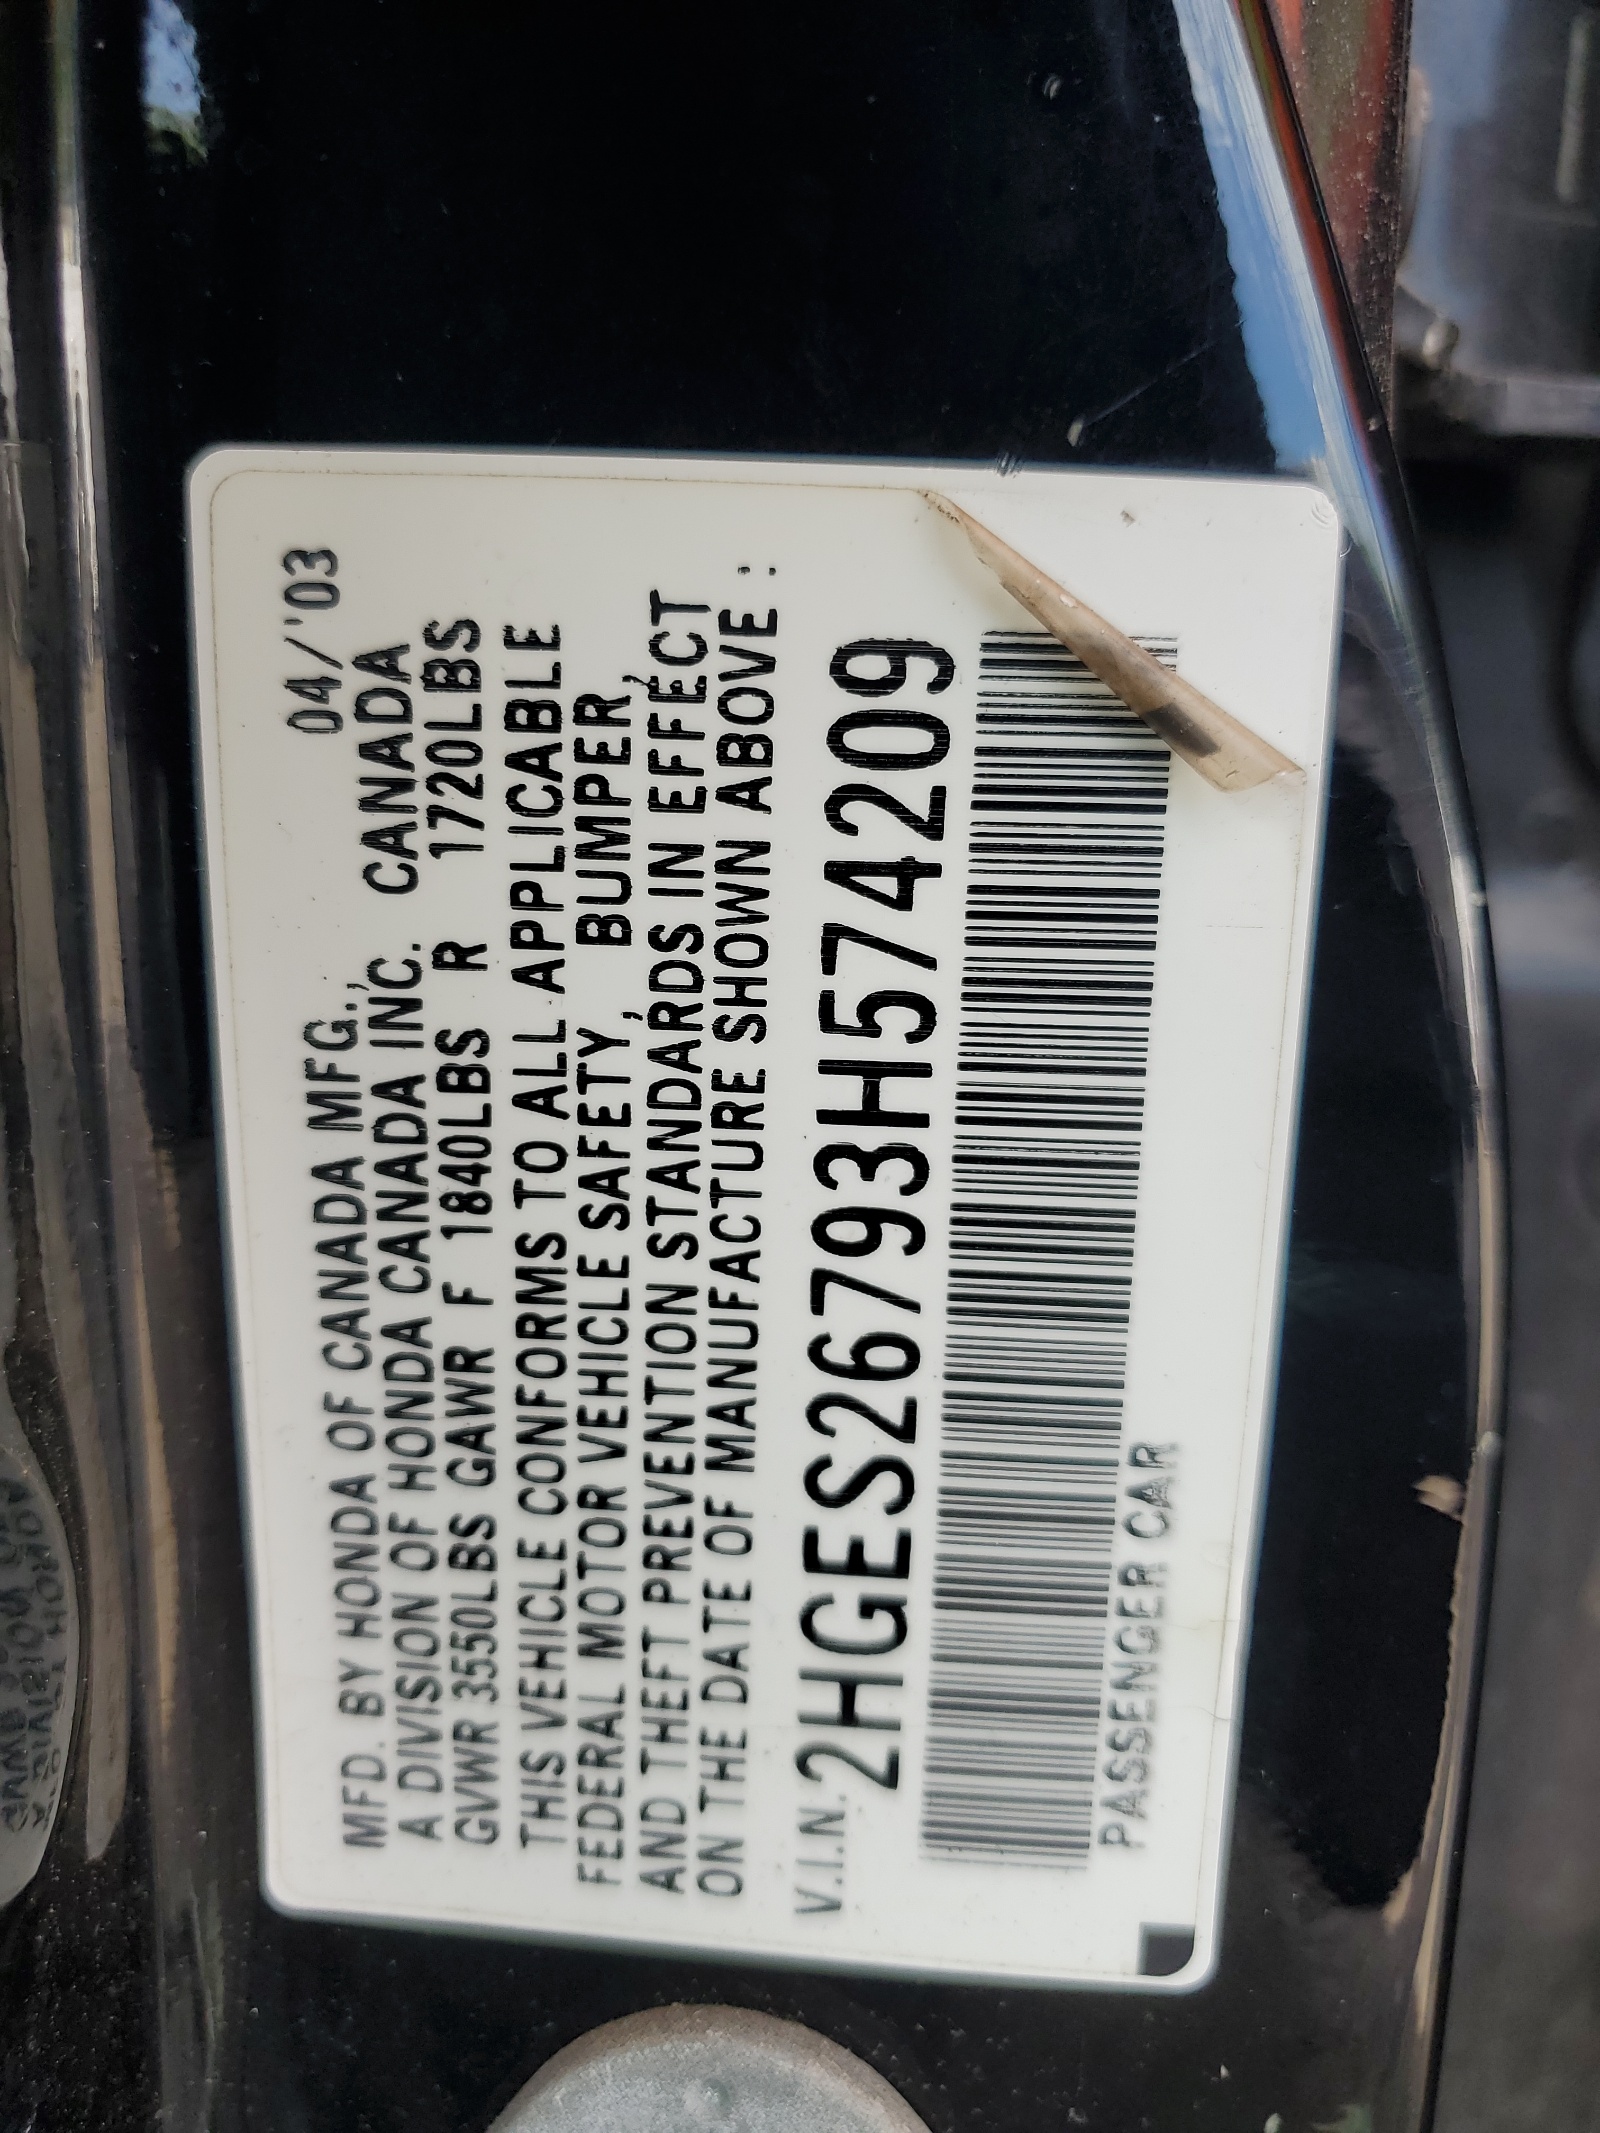 04/'03
MFD. BY HONDA OF CANADA MFG.,
A DIVISION OF HONDA CANADA INC. CANADA
GVWR 3550LBS GAWR F 1840LBS R 1720LBS
THIS VEHICLE CONFORMS TO ALL APPLICABLE
FEDERAL MOTOR VEHICLE SAFETY, BUMPER,
AND THEFT PREVENTION STANDARDS IN EFFECT
ON THE DATE OF MANUFACTURE SHOWN ABOVE:
V.I.N. 2HGES26793H574209
PASSENGER CAR